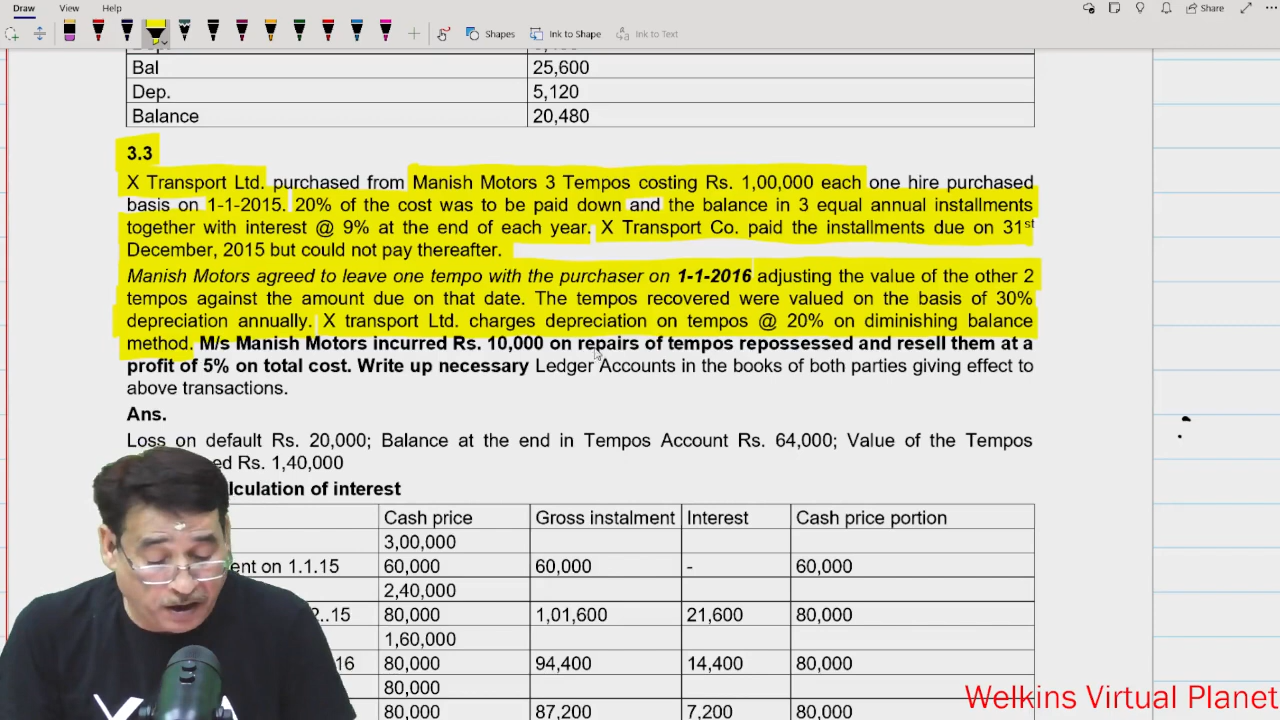 Draw View Help Share
Shapes Ink to Shape Ink to Text
Bal 25,600
Dep. 5,120
Balance 20,480
3.3
X Transport Ltd. purchased from Manish Motors 3 Tempos costing Rs. 1,00,000 each one hire purchased
basis on 1-1-2015. 20% of the cost was to be paid down and the balance in 3 equal annual installments
together with interest @ 9% at the end of each year. X Transport Co. paid the installments due on 31st
December, 2015 but could not pay thereafter.
Manish Motors agreed to leave one tempo with the purchaser on 1-1-2016 adjusting the value of the other 2
tempos against the amount due on that date. The tempos recovered were valued on the basis of 30%
depreciation annually. X transport Ltd. charges depreciation on tempos @ 20% on diminishing balance
method. M/s Manish Motors incurred Rs. 10,000 on repairs of tempos repossessed and resell them at a
profit of 5% on total cost. Write up necessary Ledger Accounts in the books of both parties giving effect to
above transactions.
Ans.
Loss on default Rs. 20,000; Balance at the end in Tempos Account Rs. 64,000; Value of the Tempos
ed Rs. 1,40,000
lculation of interest
Cash price Gross instalment Interest Cash price portion
3,00,000
ent on 1.1.15 60,000 60,000 - 60,000
2,40,000
2..15 80,000 1,01,600 21,600 80,000
1,60,000
16 80,000 94,400 14,400 80,000
80,000
80,000 87,200 7,200 80,000
Welkins Virtual Planet